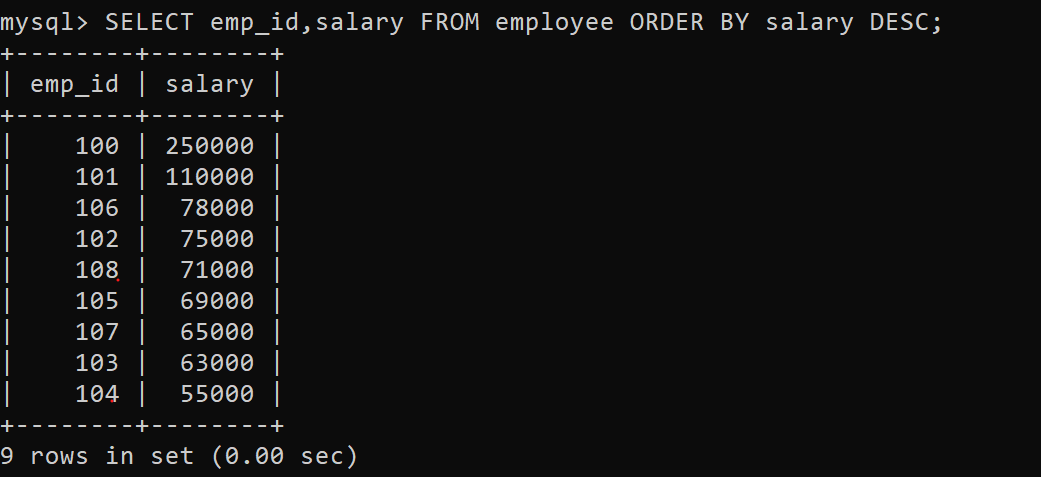 mysql> SELECT emp_id,salary FROM employee ORDER BY salary DESC;
+--------+--------+
| emp_id | salary |
+--------+--------+
|    100 | 250000 |
|    101 | 110000 |
|    106 |  78000 |
|    102 |  75000 |
|    108 |  71000 |
|    105 |  69000 |
|    107 |  65000 |
|    103 |  63000 |
|    104 |  55000 |
+--------+--------+
9 rows in set (0.00 sec)